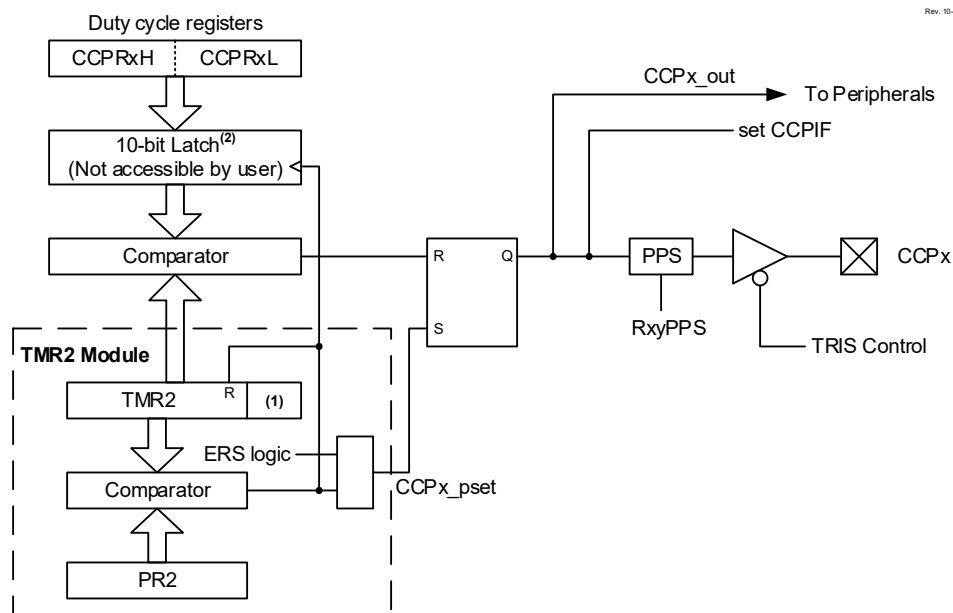 Rev. 10-
Duty cycle registers
CCPRxH CCPRxL
CCPx_out
To Peripherals
set CCPIF
10-bit Latch(2)
(Not accessible by user)
Comparator
R Q
PPS
CCPx
RxyPPS
S
TRIS Control
TMR2 Module
R
TMR2 (1)
ERS logic
Comparator
CCPx_pset
PR2